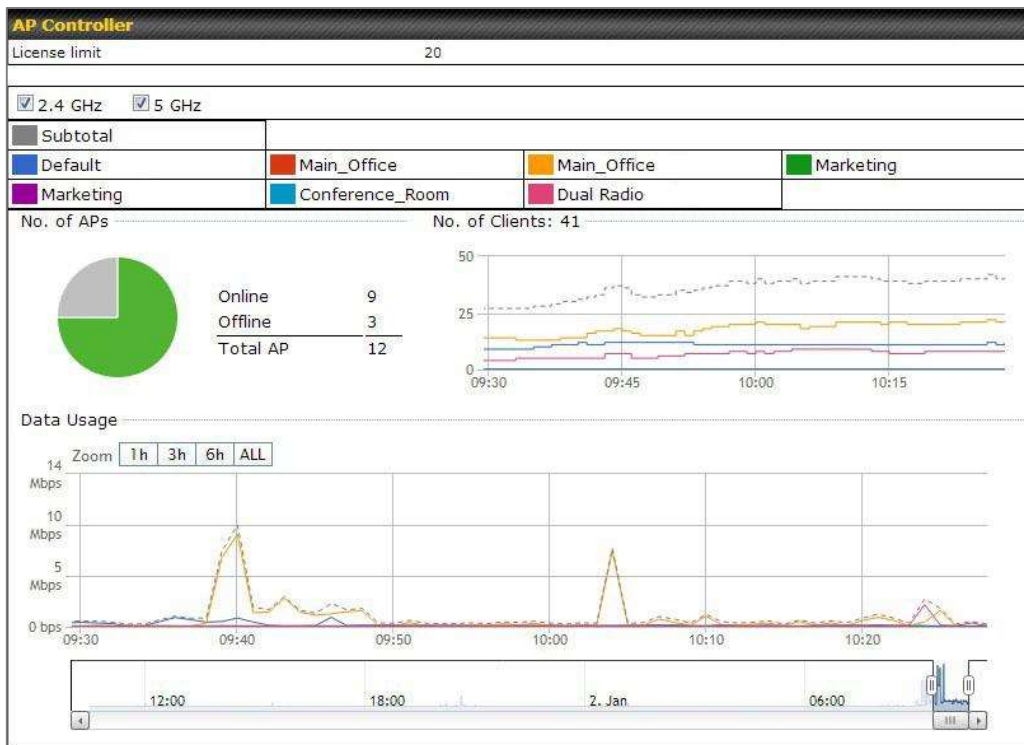 AP Controller
License limit 20
2.4 GHz 5 GHz
Subtotal
Default Main_Office Main_Office Marketing
Marketing Conference_Room Dual Radio
No. of APs No. of Clients: 41
50
25
0
09:30 09:45 10:00 10:15
Online 9
Offline 3
Total AP 12
Data Usage
Zoom 1h 3h 6h ALL
14
Mbps
10
Mbps
5
Mbps
0 bps
09:30 09:40 09:50 10:00 10:10 10:20
12:00 18:00 2. Jan 06:00